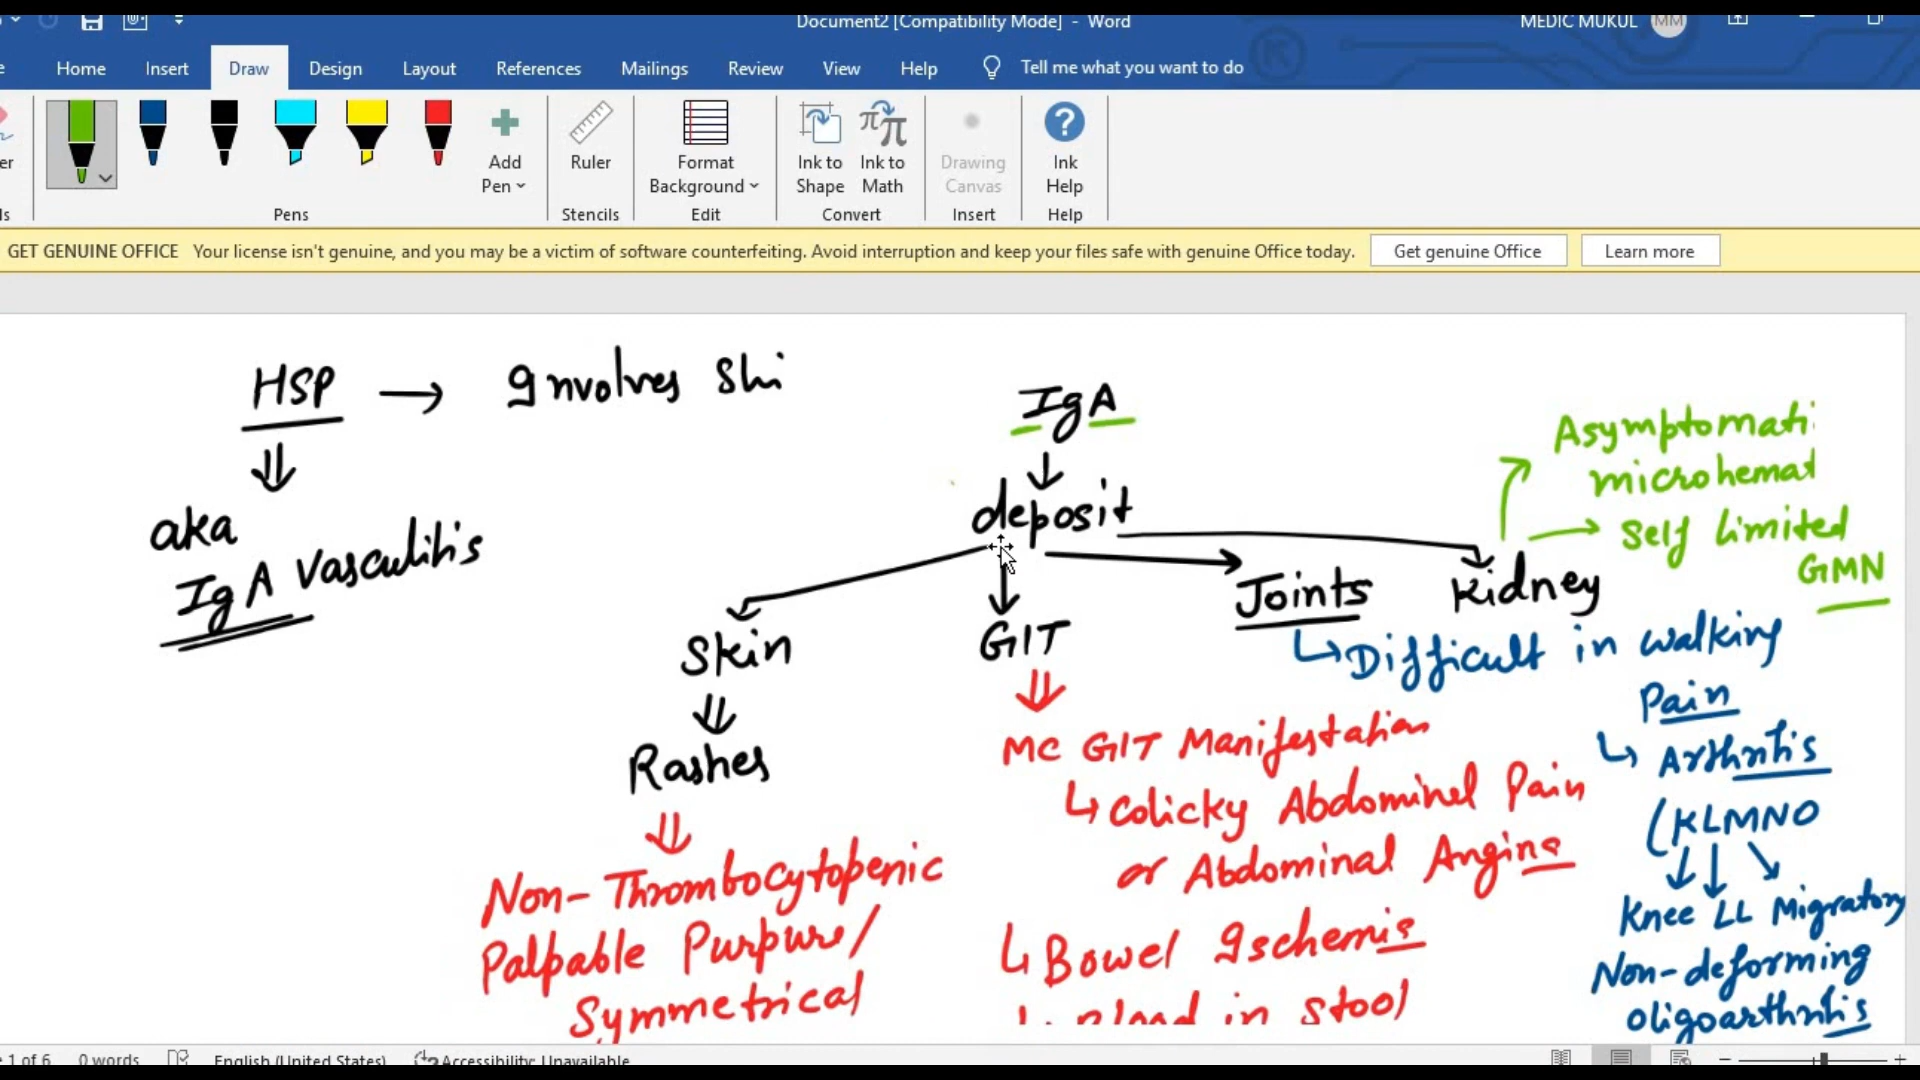 Document2 [Compatibility Mode] - Word
MEDIC MUKUL MM
Home Insert Draw Design Layout References Mailings Review View Help Tell me what you want to do
Add Pen
Ruler
Format Background
Ink to Shape
Ink to Math
Drawing Canvas
Ink Help
Pens Stencils Edit Convert Insert Help
GET GENUINE OFFICE Your license isn't genuine, and you may be a victim of software counterfeiting. Avoid interruption and keep your files safe with genuine Office today. Get genuine Office Learn more
HSP → Involves Ski
⇓
aka
IgA Vasculitis
IgA
↓
deposit
Skin
GIT
Joints
Kidney
Asymptomati
microhemat
Self limited
GMN
⇓
Rashes
⇓
Non-Thrombocytopenic
Palpable Purpura/
Symmetrical
⇓
MC GIT Manifestation
↳ Colicky Abdominal Pain
or Abdominal Angina
↳ Bowel Ischemia
↳ Blood in stool
↳ Difficult in walking
Pain
↳ Arthritis
(KLMNO
Knee LL Migratory
Non-deforming
oligoarthritis
1 of 6 0 words English (United States) Accessibility: Unavailable